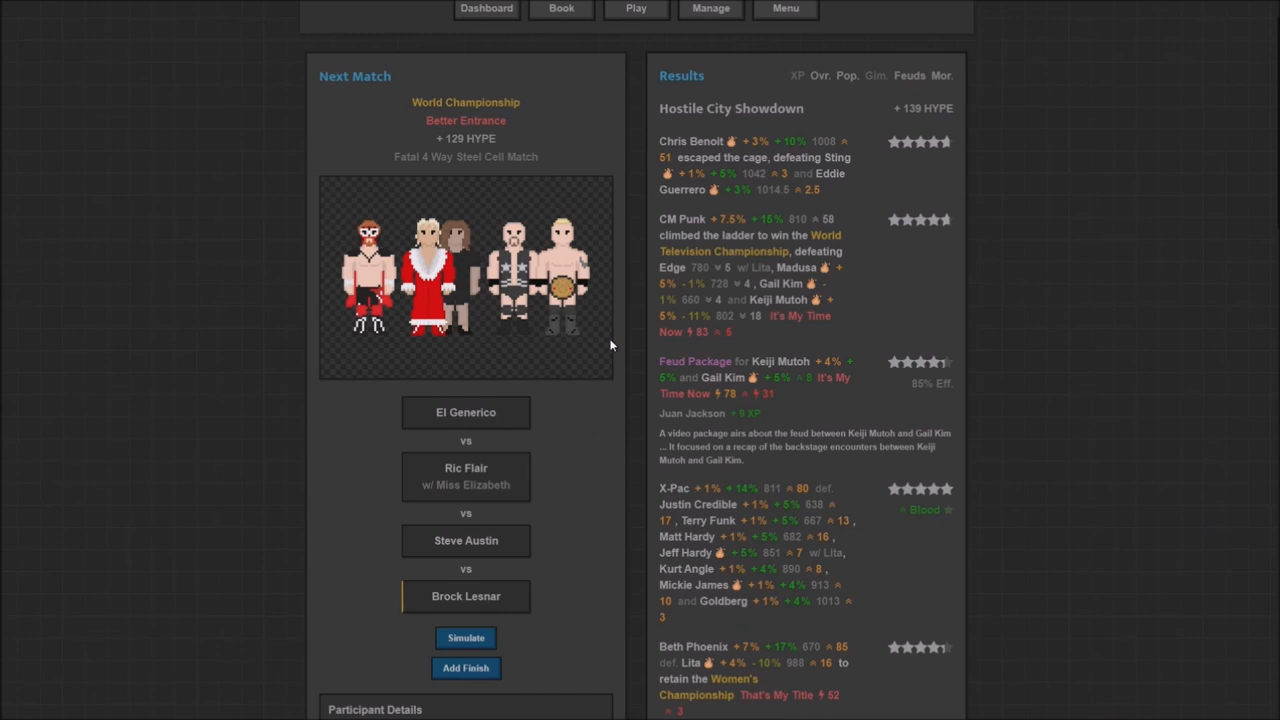 Dashboard
Book
Play
Manage
Menu
Next Match
World Championship
Better Entrance
+ 129 HYPE
Fatal 4 Way Steel Cell Match
El Generico
vs
Ric Flair
w/ Miss Elizabeth
vs
Steve Austin
vs
Brock Lesnar
Simulate
Add Finish
Participant Details
Results
XP Ovr. Pop. Gim. Feuds Mor.
Hostile City Showdown + 139 HYPE
Chris Benoit + 3% + 10% 1008
51 escaped the cage, defeating Sting
+ 1% + 5% 1042 3 and Eddie
Guerrero + 3% 1014.5 2.5
CM Punk + 7.5% + 15% 810 58
climbed the ladder to win the World
Television Championship, defeating
Edge 780 5 w/ Lita, Madusa +
5% - 1% 728 4 , Gail Kim -
1% 660 4 and Keiji Mutoh +
5% - 11% 802 18 It's My Time
Now 83 5
Feud Package for Keiji Mutoh + 4% +
5% and Gail Kim + 5% 8 It's My
Time Now 78 31
85% Eff.
Juan Jackson + 9 XP
A video package airs about the feud between Keiji Mutoh and Gail Kim
... It focused on a recap of the backstage encounters between Keiji
Mutoh and Gail Kim.
X-Pac + 1% + 14% 811 80 def.
Justin Credible + 1% + 5% 638
17 , Terry Funk + 1% + 5% 667 13 ,
Matt Hardy + 1% + 5% 682 16 ,
Jeff Hardy + 5% 851 7 w/ Lita,
Kurt Angle + 1% + 4% 890 8 ,
Mickie James + 1% + 4% 913
10 and Goldberg + 1% + 4% 1013
3
Blood
Beth Phoenix + 7% + 17% 670 85
def. Lita + 4% - 10% 988 16 to
retain the Women's
Championship That's My Title 52
3